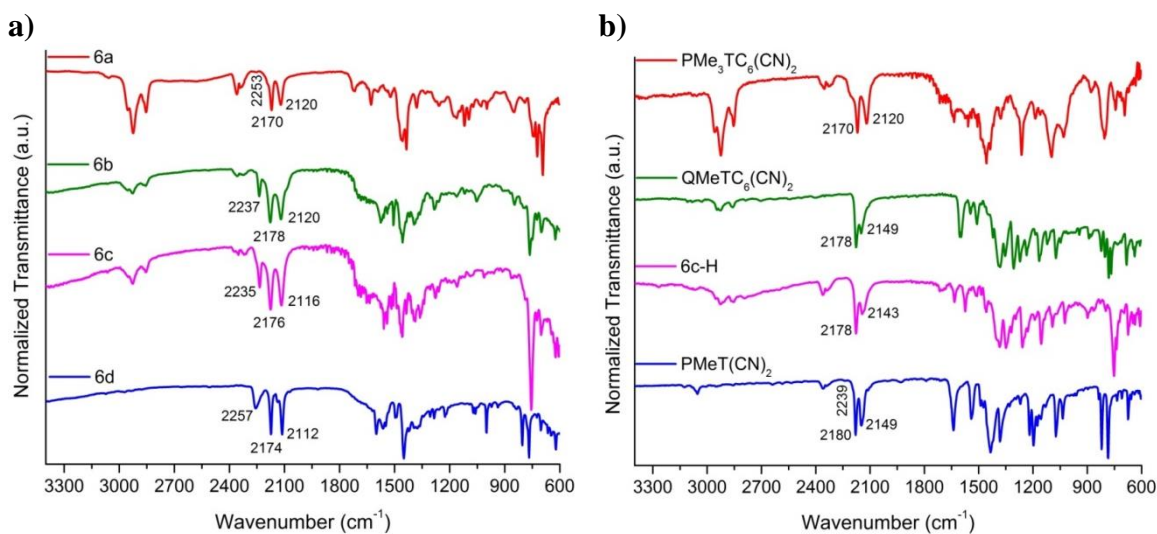 a)
Normalized Transmittance (a.u.)
6a
2253
2170
2120
6b
2237
2178
2120
6c
2235
2176
2116
6d
2257
2174
2112
3300 3000 2700 2400 2100 1800 1500 1200 900 600
Wavenumber (cm⁻¹)
b)
Normalized Transmittance (a.u.)
PMe₃TC₆(CN)₂
2170
2120
QMeTC₆(CN)₂
2178
2149
6c-H
2178
2143
PMeT(CN)₂
2239
2180
2149
3300 3000 2700 2400 2100 1800 1500 1200 900 600
Wavenumber (cm⁻¹)